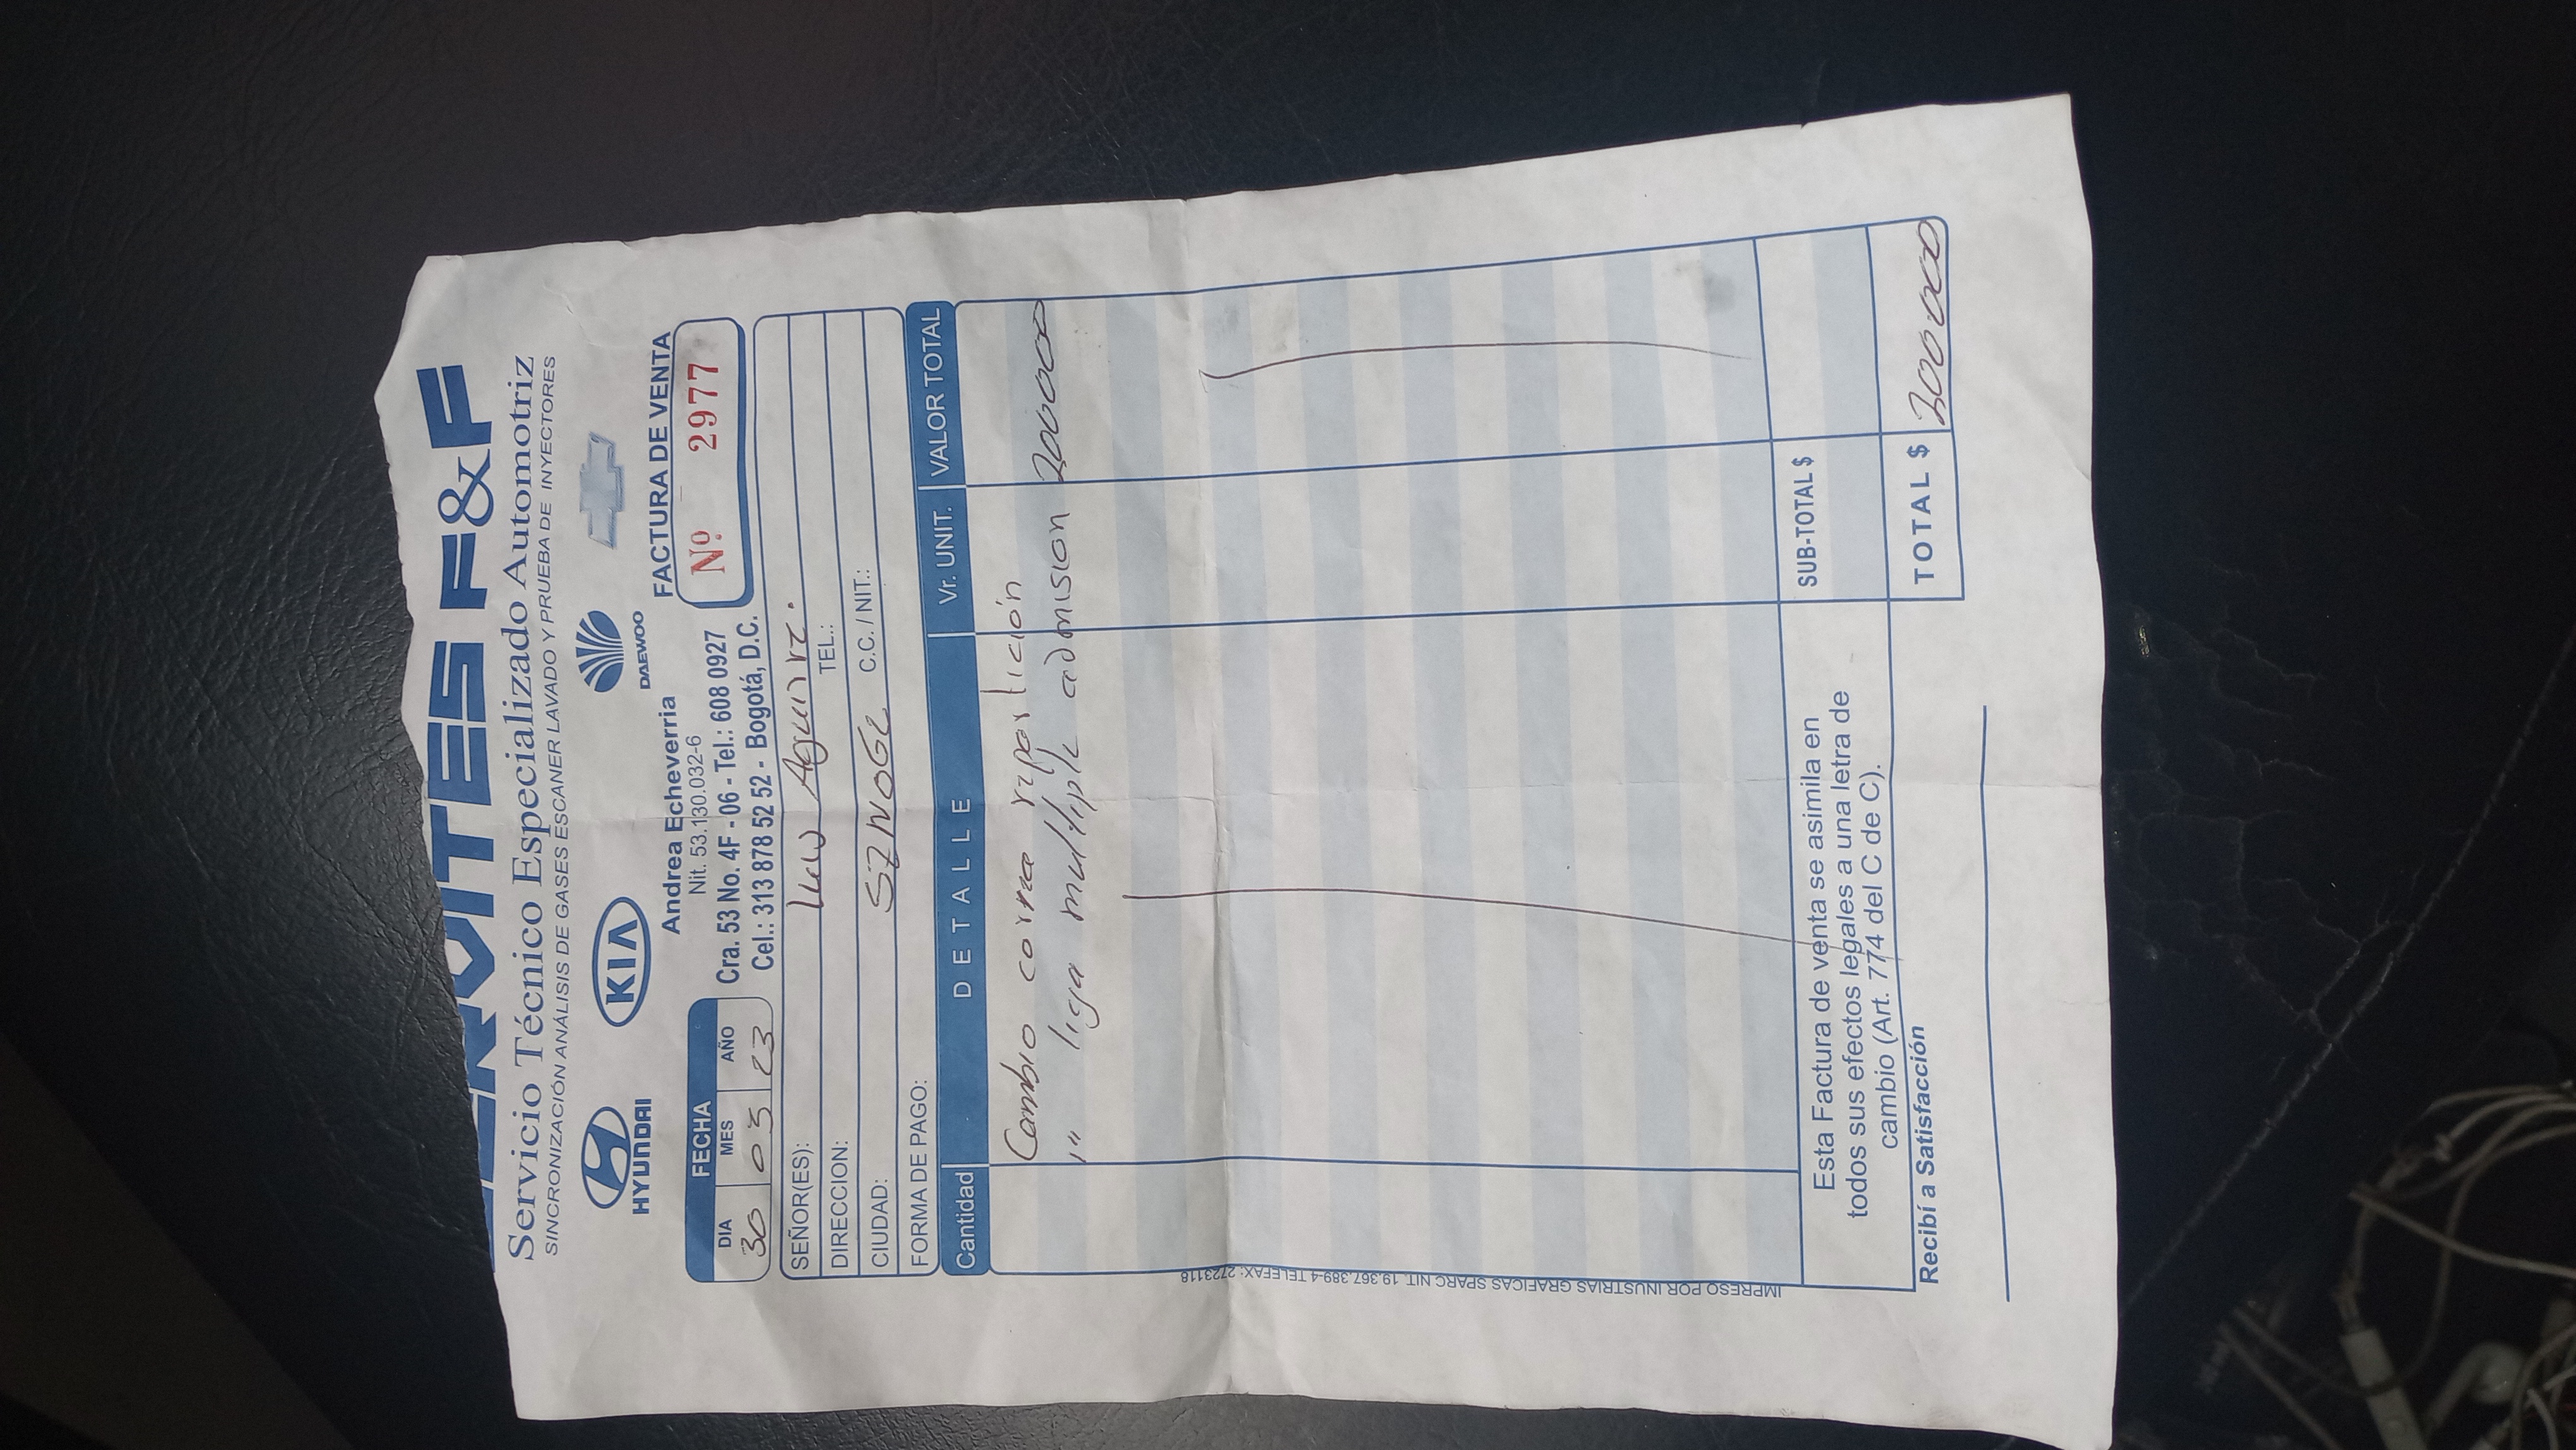 F&F
Servicio Técnico Especializado Automotriz
SINCRONIZACIÓN ANÁLISIS DE GASES ESCANER LAVADO Y PRUEBA DE INYECTORES
HYUNDAI
KIA
DAEWOO
Andrea Echeverria
Nit. 53.130.032-6
Cra. 53 No. 4F - 06 - Tel.: 608 0927
Cel.: 313 878 52 52 - Bogotá, D.C.
FACTURA DE VENTA
Nº 2977
FECHA
DIA MES AÑO
30 03 23
SEÑOR(ES): Aguirre.
DIRECCION: TEL.:
CIUDAD: C.C. / NIT.:
FORMA DE PAGO:
Cantidad DETALLE Vr. UNIT. VALOR TOTAL
Cambio correa repartición
" liga multiple admision 200000
Esta Factura de venta se asimila en
todos sus efectos legales a una letra de
cambio (Art. 774 del C de C).
SUB-TOTAL $
TOTAL $ 200000
Recibí a Satisfacción
IMPRESO POR INUSTRIAS GRAFICAS SPARC NIT. 19.367.389-4 TELEFAX: 2723118